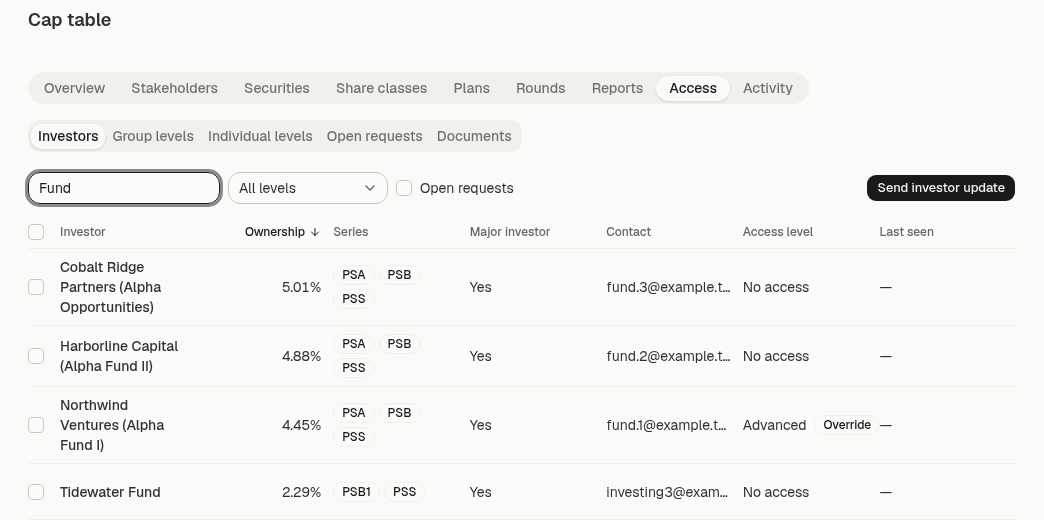 Cap table
Overview Stakeholders Securities Share classes Plans Rounds Reports Access Activity
Investors Group levels Individual levels Open requests Documents
Fund All levels Open requests Send investor update
Investor Ownership ↓ Series Major investor Contact Access level Last seen
Cobalt Ridge
Partners (Alpha
Opportunities)
5.01%
PSA PSB
PSS
Yes
fund.3@example.t…
No access
—
Harborline Capital
(Alpha Fund II)
4.88%
PSA PSB
PSS
Yes
fund.2@example.t…
No access
—
Northwind
Ventures (Alpha
Fund I)
4.45%
PSA PSB
PSS
Yes
fund.1@example.t…
Advanced Override
—
Tidewater Fund 2.29% PSB1 PSS Yes investing3@exam… No access —